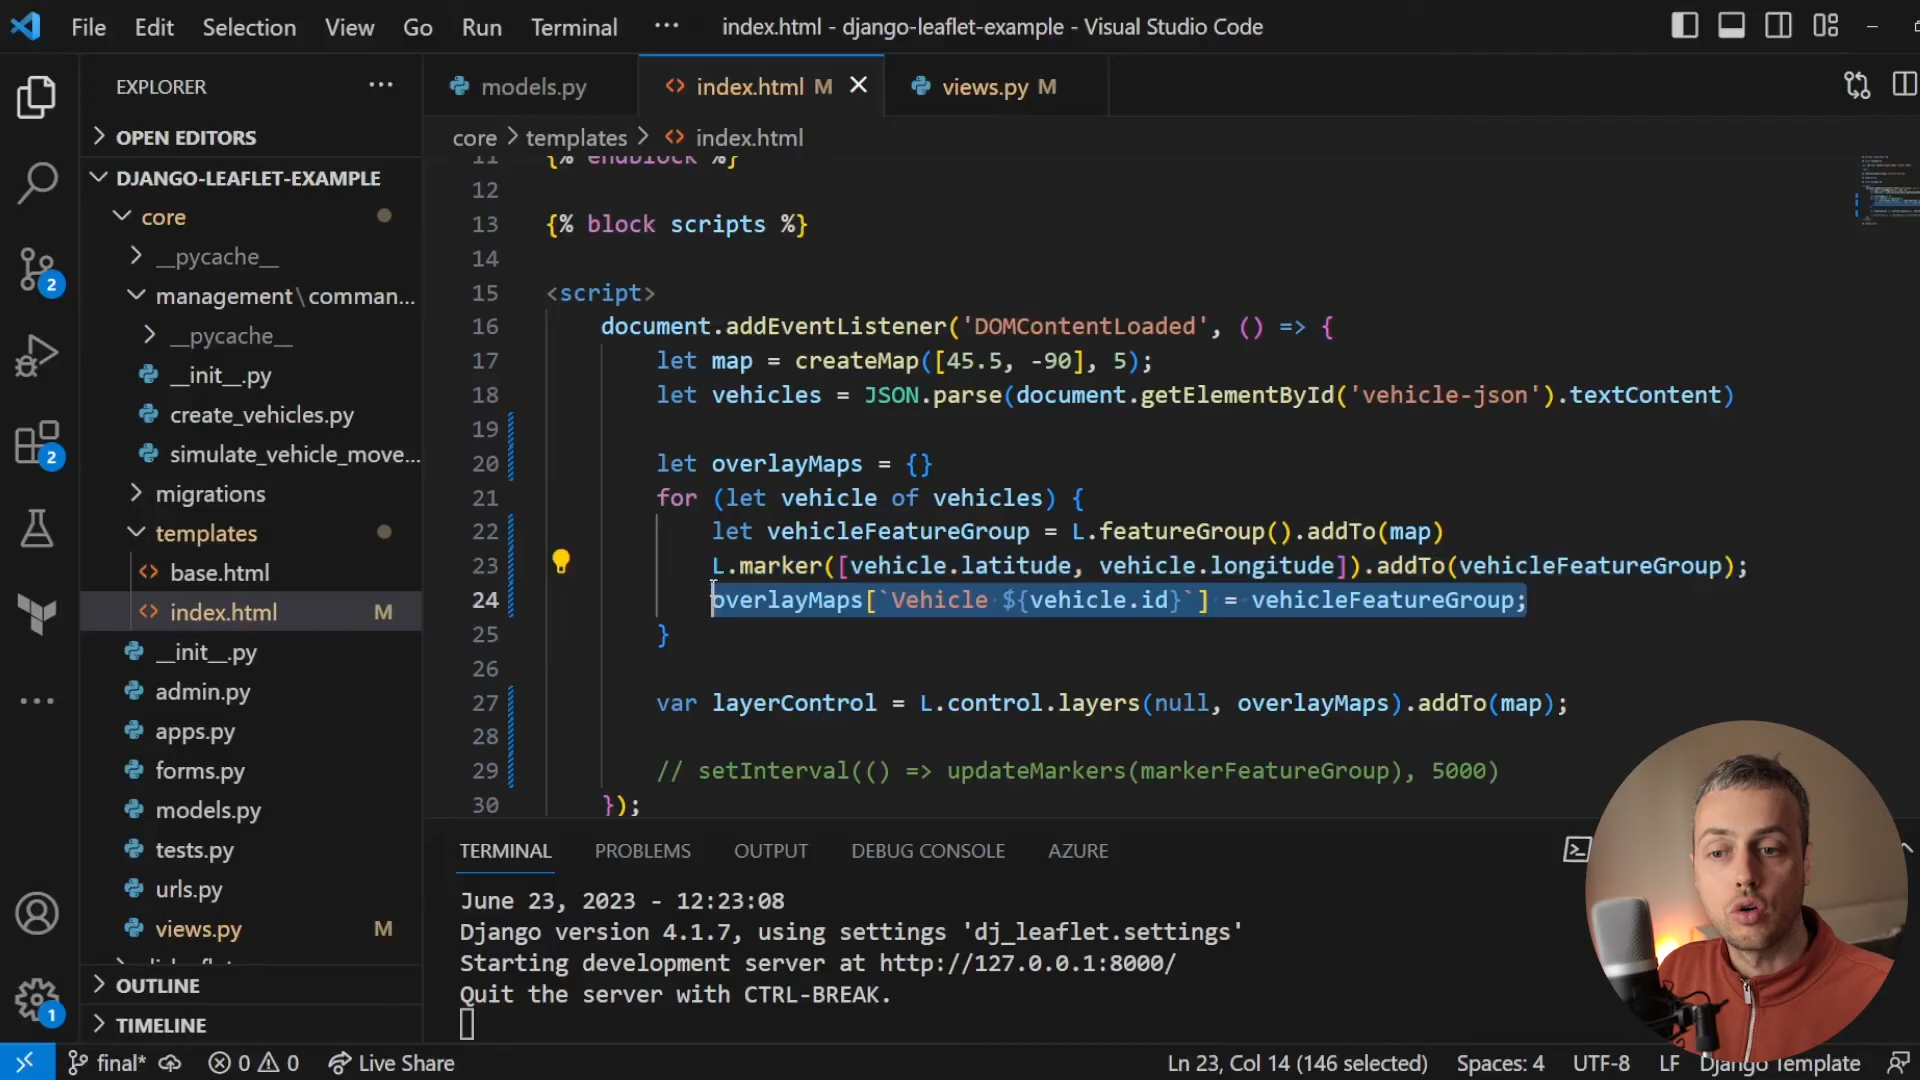 File Edit Selection View Go Run Terminal ··· index.html - django-leaflet-example - Visual Studio Code
EXPLORER ···
models.py index.html M views.py M
OPEN EDITORS
core > templates > index.html
DJANGO-LEAFLET-EXAMPLE
core
__pycache__
management\comman...
__pycache__
__init__.py
create_vehicles.py
simulate_vehicle_move...
migrations
templates
base.html
index.html M
__init__.py
admin.py
apps.py
forms.py
models.py
tests.py
urls.py
views.py M
OUTLINE
TIMELINE
11 {% endblock %}
12
13 {% block scripts %}
14
15 <script>
16 document.addEventListener('DOMContentLoaded', () => {
17 let map = createMap([45.5, -90], 5);
18 let vehicles = JSON.parse(document.getElementById('vehicle-json').textContent)
19
20 let overlayMaps = {}
21 for (let vehicle of vehicles) {
22 let vehicleFeatureGroup = L.featureGroup().addTo(map)
23 L.marker([vehicle.latitude, vehicle.longitude]).addTo(vehicleFeatureGroup);
24 overlayMaps[`Vehicle ${vehicle.id}`] = vehicleFeatureGroup;
25 }
26
27 var layerControl = L.control.layers(null, overlayMaps).addTo(map);
28
29 // setInterval(() => updateMarkers(markerFeatureGroup), 5000)
30 });
TERMINAL PROBLEMS OUTPUT DEBUG CONSOLE AZURE
June 23, 2023 - 12:23:08
Django version 4.1.7, using settings 'dj_leaflet.settings'
Starting development server at http://127.0.0.1:8000/
Quit the server with CTRL-BREAK.
2
2
1
final* 0 0 Live Share Ln 23, Col 14 (146 selected) Spaces: 4 UTF-8 LF Django Template